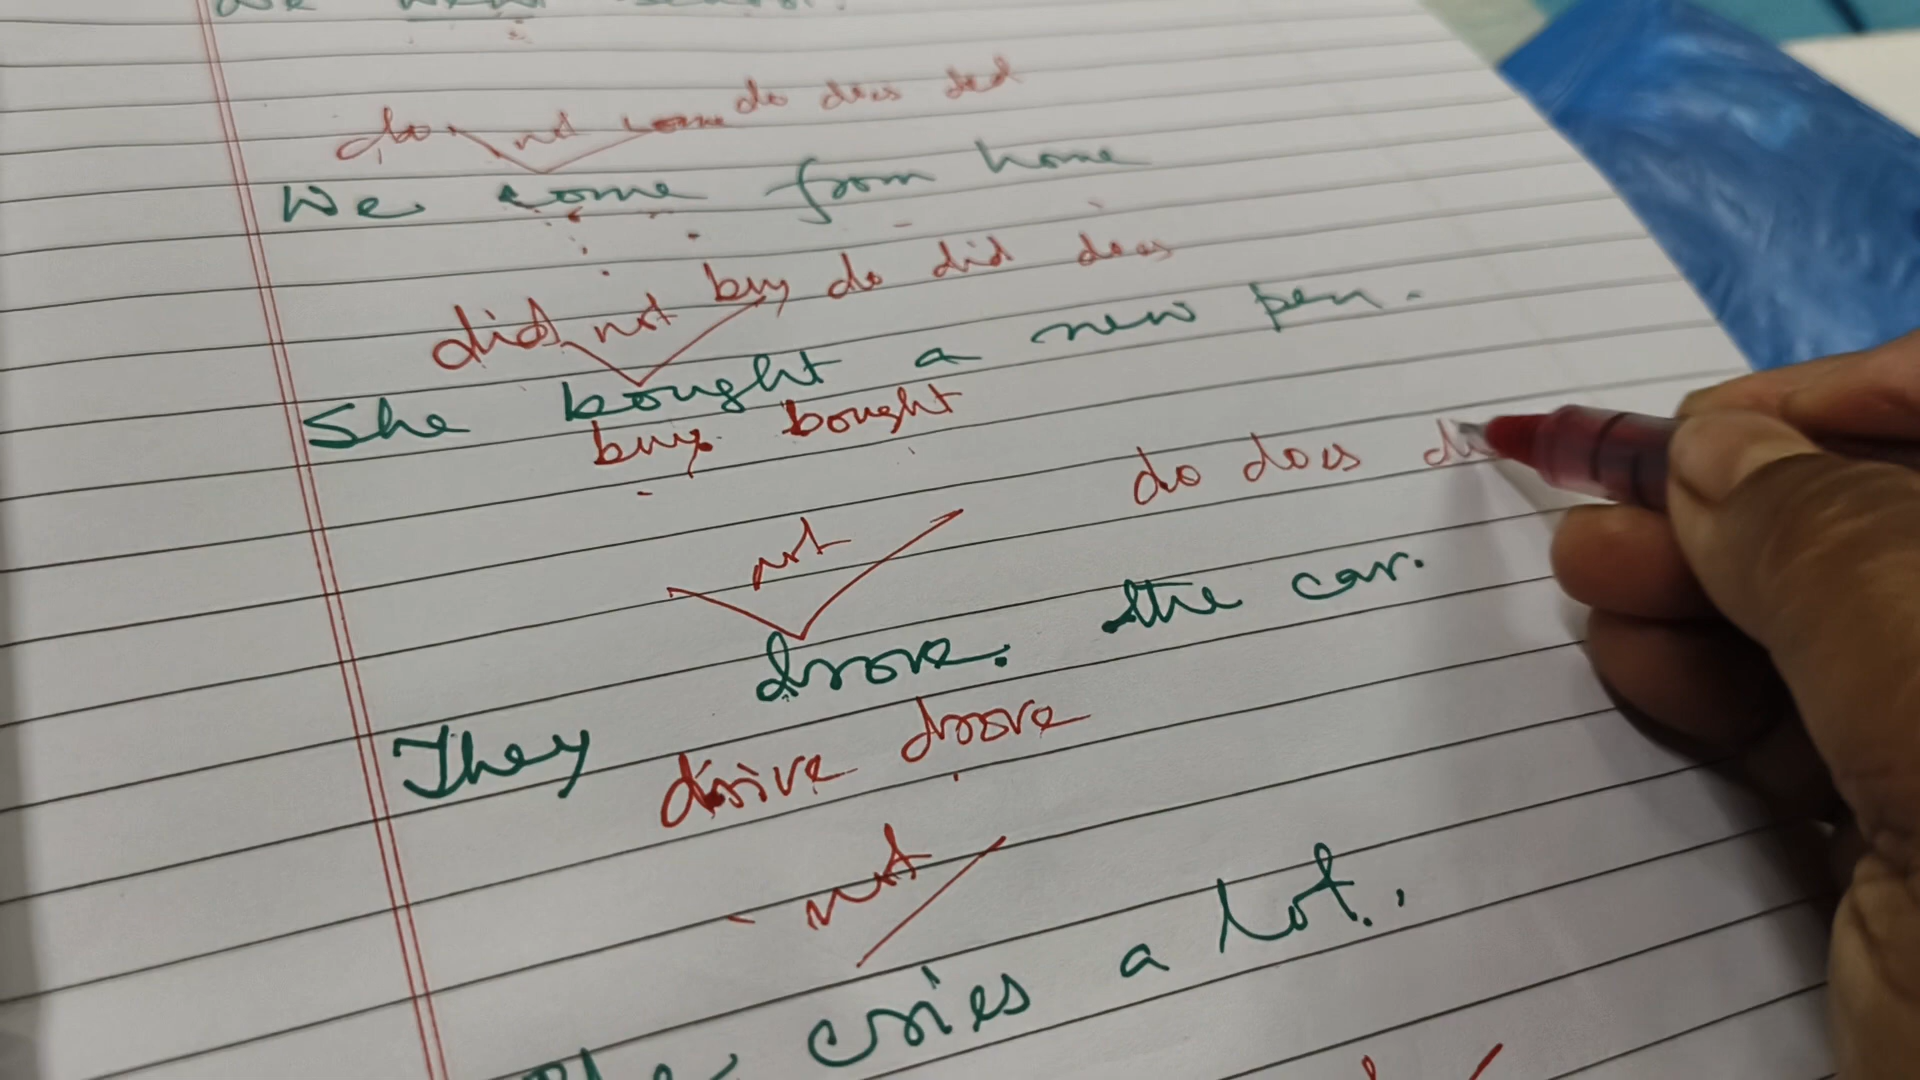 do not come do does did
We come from home
did not buy do did does
She bought a new pen.
buy bought
do does di
not
They drove. the car.
drive drove
not
cries a lot.